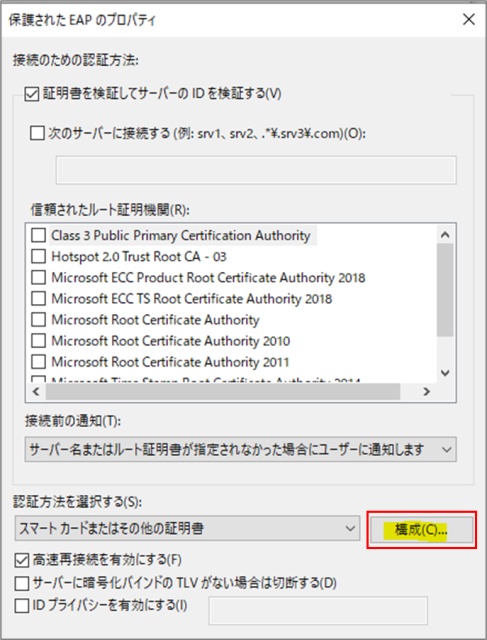 保護された EAP のプロパティ
接続のための認証方法:
証明書を検証してサーバーの ID を検証する(V)
次のサーバーに接続する (例: srv1、srv2、.*¥.srv3¥.com)(O):
信頼されたルート証明機関(R):
Class 3 Public Primary Certification Authority
Hotspot 2.0 Trust Root CA - 03
Microsoft ECC Product Root Certificate Authority 2018
Microsoft ECC TS Root Certificate Authority 2018
Microsoft Root Certificate Authority
Microsoft Root Certificate Authority 2010
Microsoft Root Certificate Authority 2011
Microsoft Time Stamp Root Certificate Authority 2014
接続前の通知(T):
サーバー名またはルート証明書が指定されなかった場合にユーザーに通知します
認証方法を選択する(S):
スマート カードまたはその他の証明書
構成(C)...
高速再接続を有効にする(F)
サーバーに暗号化バインドの TLV がない場合は切断する(D)
ID プライバシーを有効にする(I)